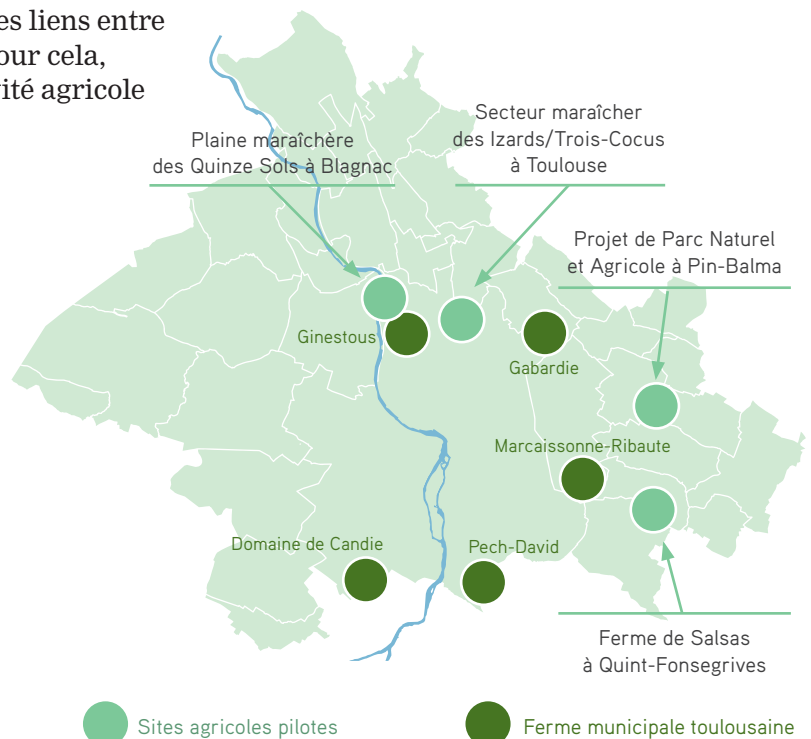 es liens entre
our cela,
vité agricole
Plaine maraîchère
des Quinze Sols à Blagnac
Secteur maraîcher
des Izards/Trois-Cocus
à Toulouse
Projet de Parc Naturel
et Agricole à Pin-Balma
Ginestous
Gabardie
Marcaissonne-Ribaute
Domaine de Candie
Pech-David
Ferme de Salsas
à Quint-Fonsegrives
Sites agricoles pilotes
Ferme municipale toulousaine